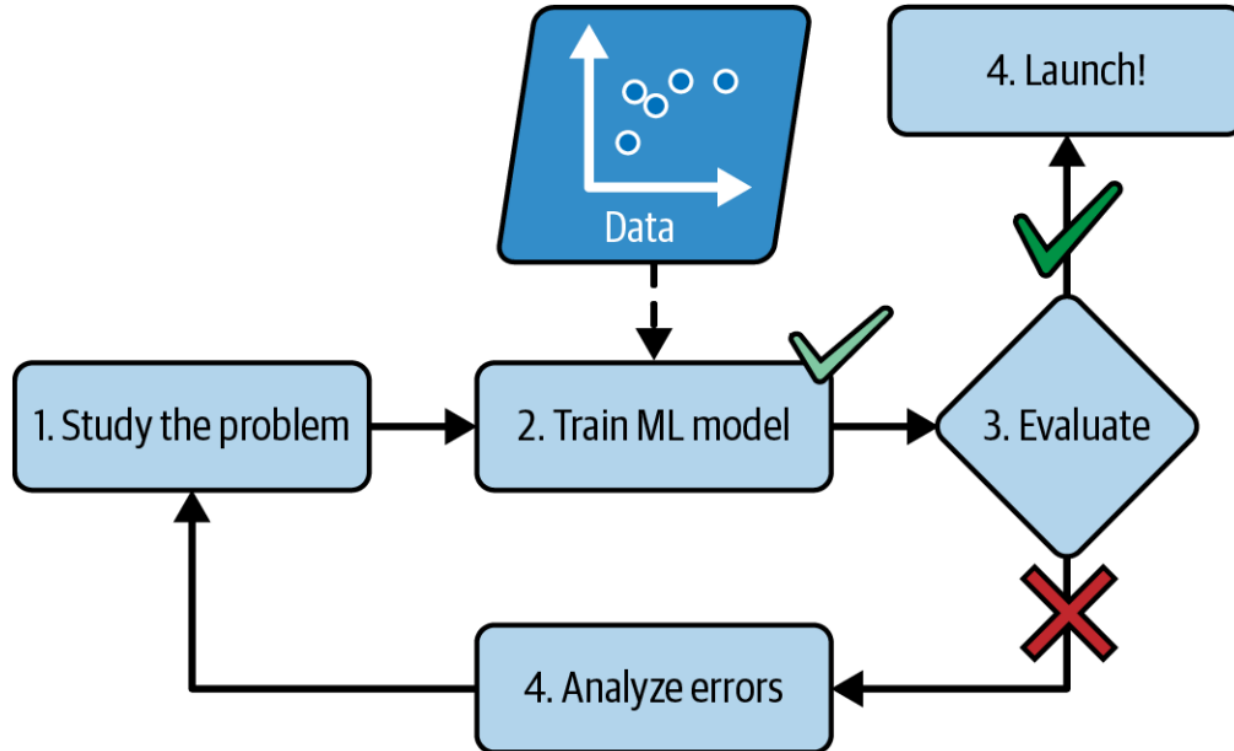 4. Launch!
Data
1. Study the problem
2. Train ML model
3. Evaluate
4. Analyze errors